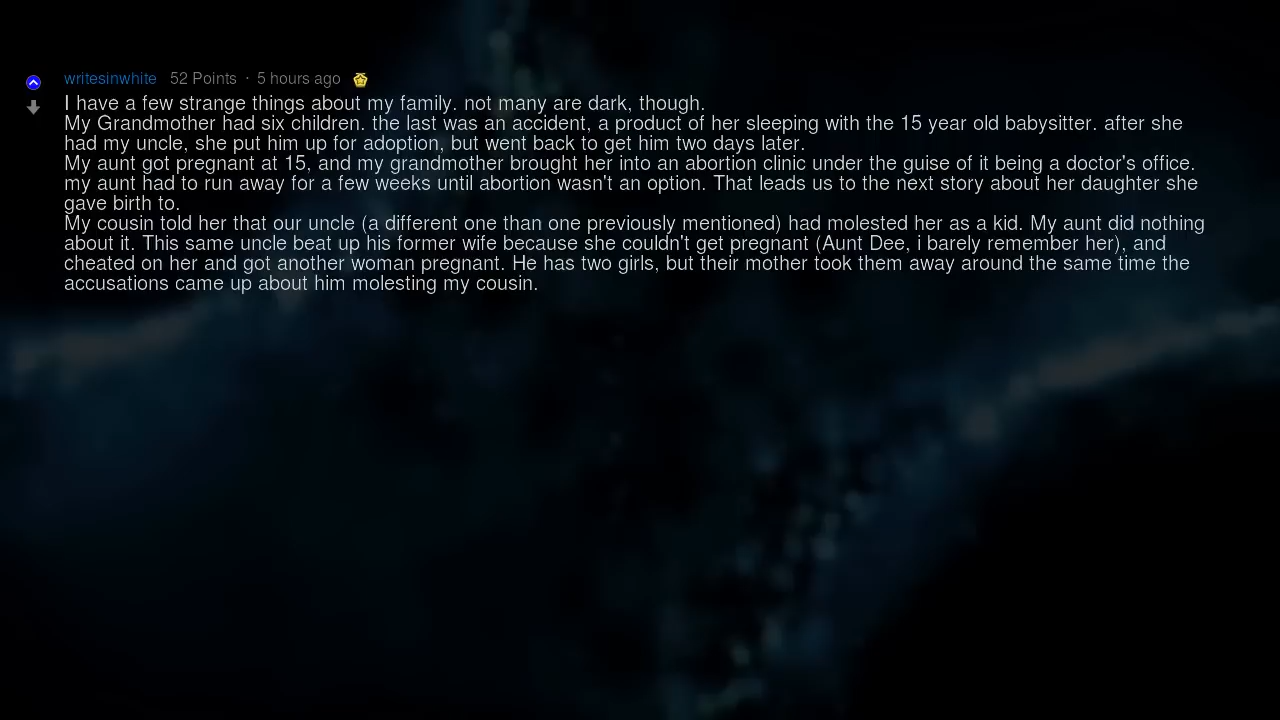 writesinwhite 52 Points · 5 hours ago
I have a few strange things about my family. not many are dark, though.
My Grandmother had six children. the last was an accident, a product of her sleeping with the 15 year old babysitter. after she
had my uncle, she put him up for adoption, but went back to get him two days later.
My aunt got pregnant at 15, and my grandmother brought her into an abortion clinic under the guise of it being a doctor's office.
my aunt had to run away for a few weeks until abortion wasn't an option. That leads us to the next story about her daughter she
gave birth to.
My cousin told her that our uncle (a different one than one previously mentioned) had molested her as a kid. My aunt did nothing
about it. This same uncle beat up his former wife because she couldn't get pregnant (Aunt Dee, i barely remember her), and
cheated on her and got another woman pregnant. He has two girls, but their mother took them away around the same time the
accusations came up about him molesting my cousin.